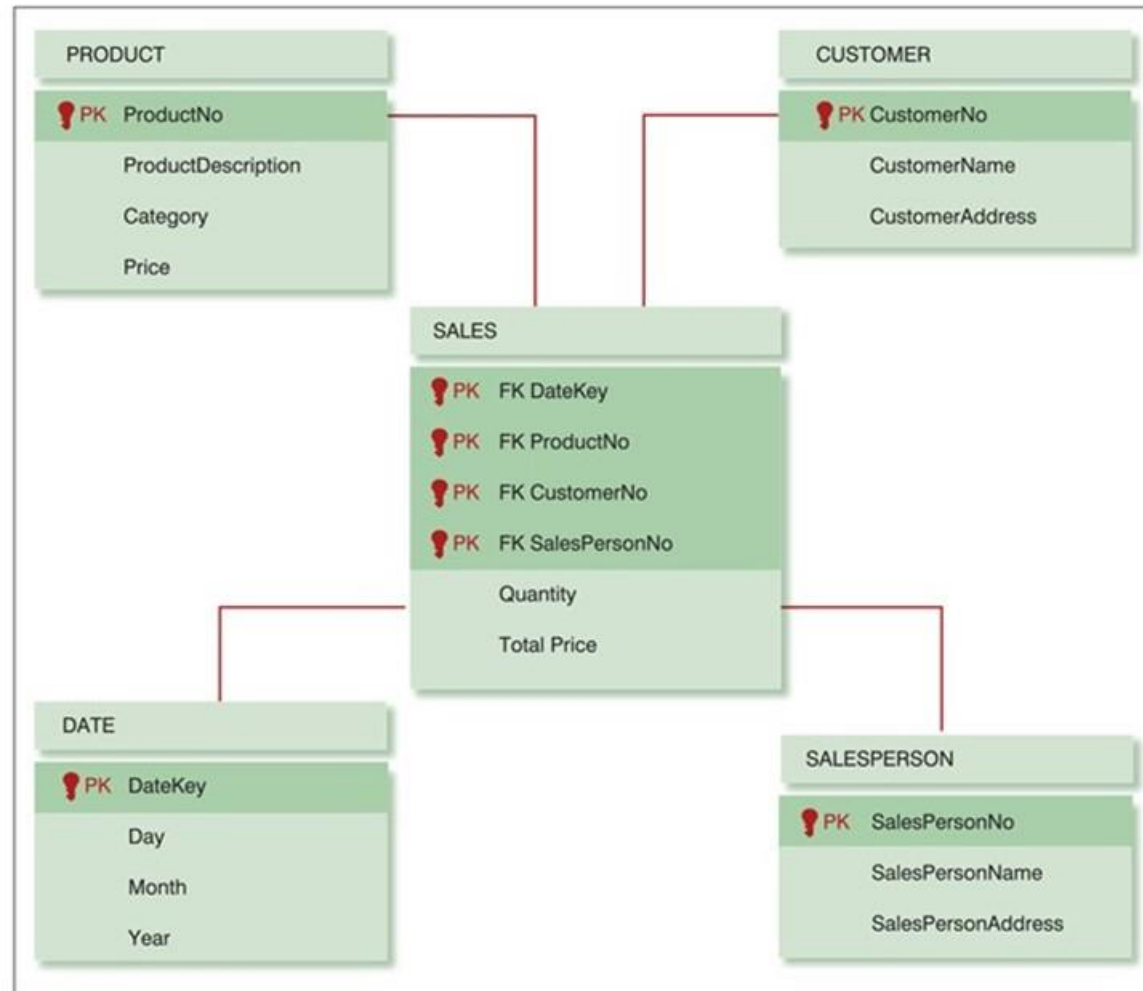 PRODUCT
PK ProductNo
ProductDescription
Category
Price
CUSTOMER
PK CustomerNo
CustomerName
CustomerAddress
SALES
PK FK DateKey
PK FK ProductNo
PK FK CustomerNo
PK FK SalesPersonNo
Quantity
Total Price
DATE
PK DateKey
Day
Month
Year
SALESPERSON
PK SalesPersonNo
SalesPersonName
SalesPersonAddress